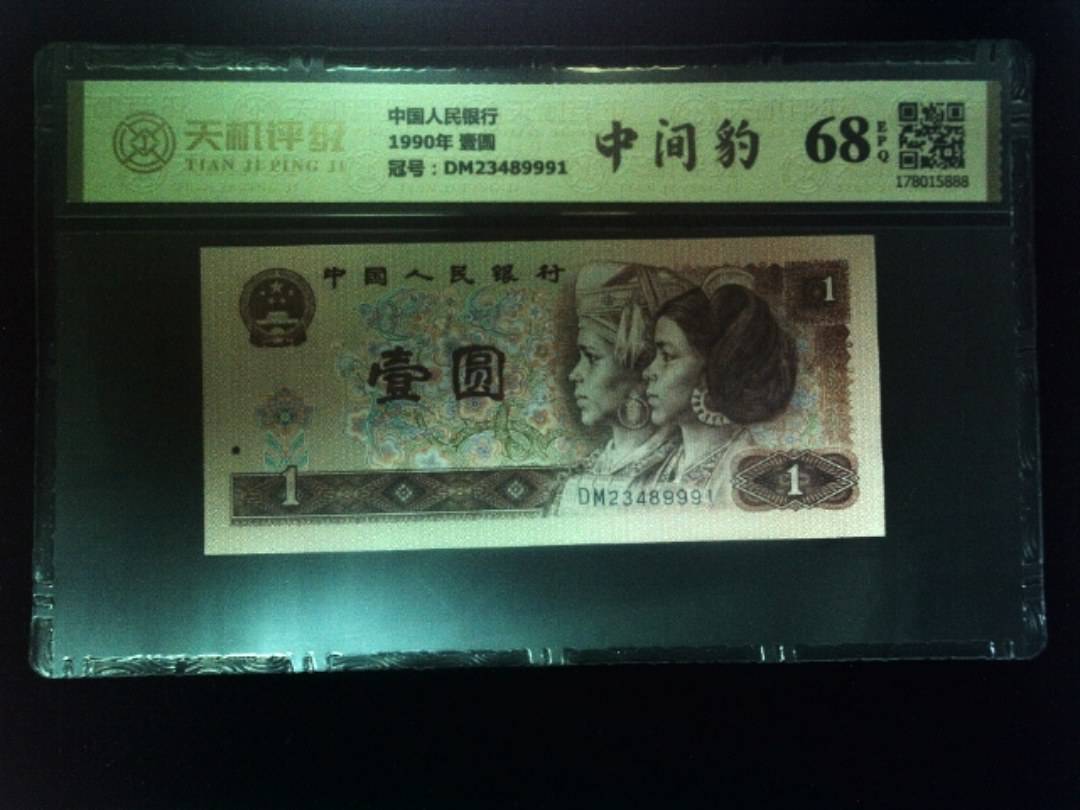 天机评级
TIAN JI PING JI
中国人民银行
1990年 壹圆
冠号：DM23489991
中间豹
68
EPQ
178015888
中国人民银行
壹圆
1
1
1
DM23489991